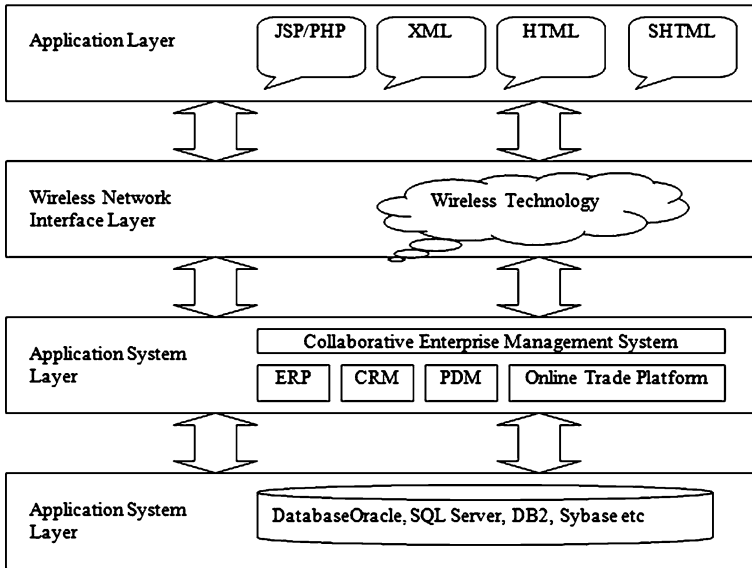 Application Layer
JSP/PHP
XML
HTML
SHTML
Wireless Network
Interface Layer
Wireless Technology
Application System
Layer
Collaborative Enterprise Management System
ERP
CRM
PDM
Online Trade Platform
Application System
Layer
DatabaseOracle, SQL Server, DB2, Sybase etc